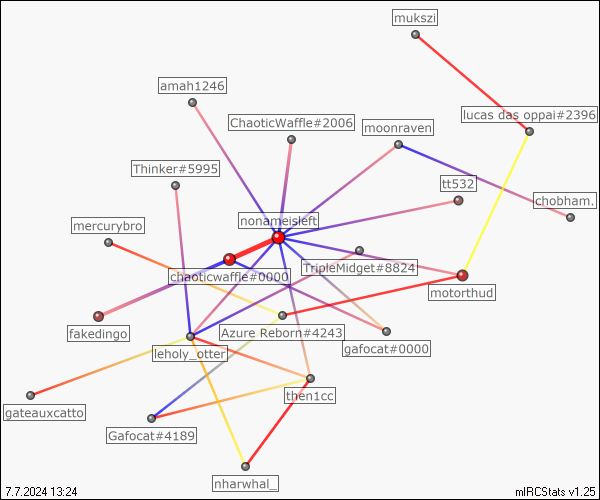 mukszi
amah1246
lucas das oppai#2396
ChaoticWaffle#2006
moonraven
Thinker#5995
tt532
chobham.
nonameisleft
mercurybro
TripleMidget#8824
chaoticwaffle#0000
motorthud
fakedingo
Azure Reborn#4243
gafocat#0000
leholy_otter
then1cc
gateauxcatto
Gafocat#4189
nharwhal_
7.7.2024 13:24
mIRCStats v1.25